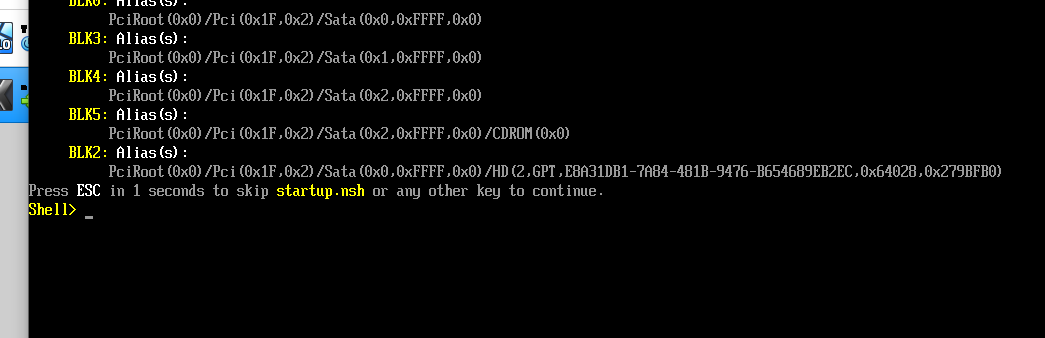 BLK0: Alias(s):
PciRoot(0x0)/Pci(0x1F,0x2)/Sata(0x0,0xFFFF,0x0)
BLK3: Alias(s):
PciRoot(0x0)/Pci(0x1F,0x2)/Sata(0x1,0xFFFF,0x0)
BLK4: Alias(s):
PciRoot(0x0)/Pci(0x1F,0x2)/Sata(0x2,0xFFFF,0x0)
BLK5: Alias(s):
PciRoot(0x0)/Pci(0x1F,0x2)/Sata(0x2,0xFFFF,0x0)/CDROM(0x0)
BLK2: Alias(s):
PciRoot(0x0)/Pci(0x1F,0x2)/Sata(0x0,0xFFFF,0x0)/HD(2,GPT,E8A31DB1-7A84-481B-9476-B654689EB2EC,0x64028,0x279BFB0)
Press ESC in 1 seconds to skip startup.nsh or any other key to continue.
Shell> _